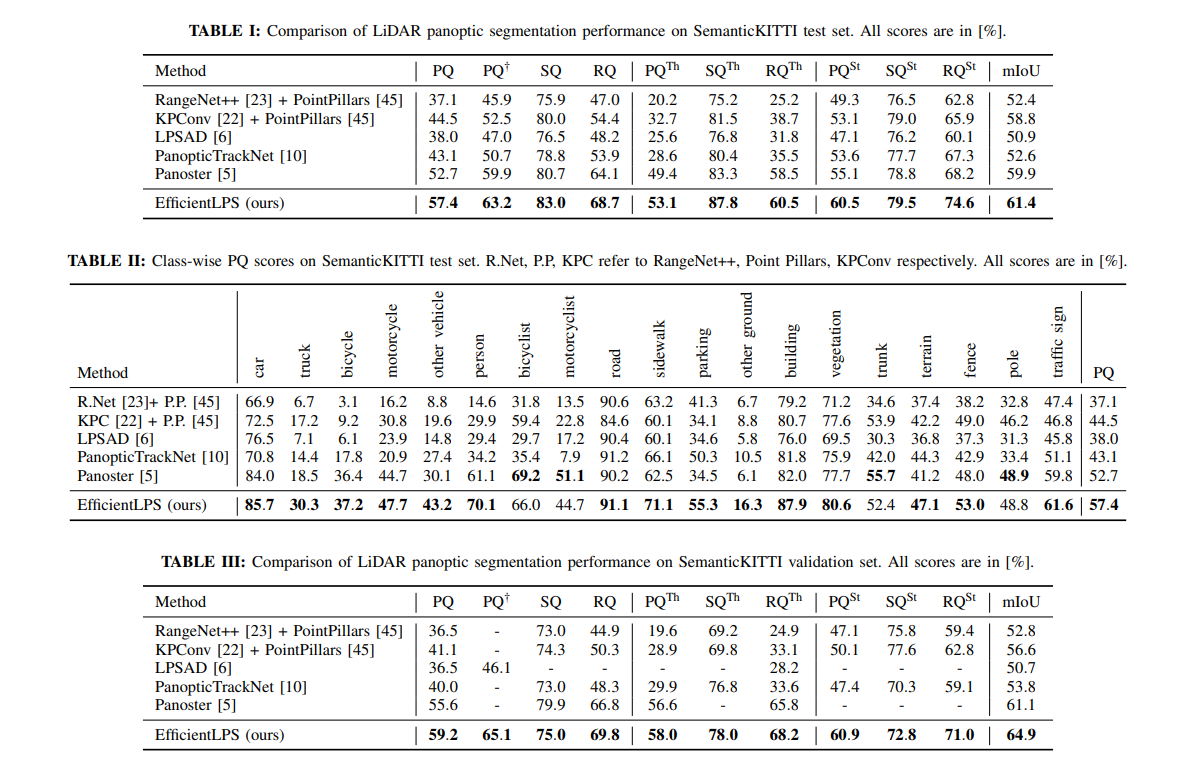 TABLE I: Comparison of LiDAR panoptic segmentation performance on SemanticKITTI test set. All scores are in [%].
Method PQ PQ† SQ RQ PQTh SQTh RQTh PQSt SQSt RQSt mIoU
RangeNet++ [23] + PointPillars [45] 37.1 45.9 75.9 47.0 20.2 75.2 25.2 49.3 76.5 62.8 52.4
KPConv [22] + PointPillars [45] 44.5 52.5 80.0 54.4 32.7 81.5 38.7 53.1 79.0 65.9 58.8
LPSAD [6] 38.0 47.0 76.5 48.2 25.6 76.8 31.8 47.1 76.2 60.1 50.9
PanopticTrackNet [10] 43.1 50.7 78.8 53.9 28.6 80.4 35.5 53.6 77.7 67.3 52.6
Panoster [5] 52.7 59.9 80.7 64.1 49.4 83.3 58.5 55.1 78.8 68.2 59.9
EfficientLPS (ours) 57.4 63.2 83.0 68.7 53.1 87.8 60.5 60.5 79.5 74.6 61.4
TABLE II: Class-wise PQ scores on SemanticKITTI test set. R.Net, P.P, KPC refer to RangeNet++, Point Pillars, KPConv respectively. All scores are in [%].
Method car truck bicycle motorcycle other vehicle person bicyclist motorcyclist road sidewalk parking other ground building vegetation trunk terrain fence pole traffic sign PQ
R.Net [23]+ P.P. [45] 66.9 6.7 3.1 16.2 8.8 14.6 31.8 13.5 90.6 63.2 41.3 6.7 79.2 71.2 34.6 37.4 38.2 32.8 47.4 37.1
KPC [22] + P.P. [45] 72.5 17.2 9.2 30.8 19.6 29.9 59.4 22.8 84.6 60.1 34.1 8.8 80.7 77.6 53.9 42.2 49.0 46.2 46.8 44.5
LPSAD [6] 76.5 7.1 6.1 23.9 14.8 29.4 29.7 17.2 90.4 60.1 34.6 5.8 76.0 69.5 30.3 36.8 37.3 31.3 45.8 38.0
PanopticTrackNet [10] 70.8 14.4 17.8 20.9 27.4 34.2 35.4 7.9 91.2 66.1 50.3 10.5 81.8 75.9 42.0 44.3 42.9 33.4 51.1 43.1
Panoster [5] 84.0 18.5 36.4 44.7 30.1 61.1 69.2 51.1 90.2 62.5 34.5 6.1 82.0 77.7 55.7 41.2 48.0 48.9 59.8 52.7
EfficientLPS (ours) 85.7 30.3 37.2 47.7 43.2 70.1 66.0 44.7 91.1 71.1 55.3 16.3 87.9 80.6 52.4 47.1 53.0 48.8 61.6 57.4
TABLE III: Comparison of LiDAR panoptic segmentation performance on SemanticKITTI validation set. All scores are in [%].
Method PQ PQ† SQ RQ PQTh SQTh RQTh PQSt SQSt RQSt mIoU
RangeNet++ [23] + PointPillars [45] 36.5 - 73.0 44.9 19.6 69.2 24.9 47.1 75.8 59.4 52.8
KPConv [22] + PointPillars [45] 41.1 - 74.3 50.3 28.9 69.8 33.1 50.1 77.6 62.8 56.6
LPSAD [6] 36.5 46.1 - - - - 28.2 - - - 50.7
PanopticTrackNet [10] 40.0 - 73.0 48.3 29.9 76.8 33.6 47.4 70.3 59.1 53.8
Panoster [5] 55.6 - 79.9 66.8 56.6 - 65.8 - - - 61.1
EfficientLPS (ours) 59.2 65.1 75.0 69.8 58.0 78.0 68.2 60.9 72.8 71.0 64.9